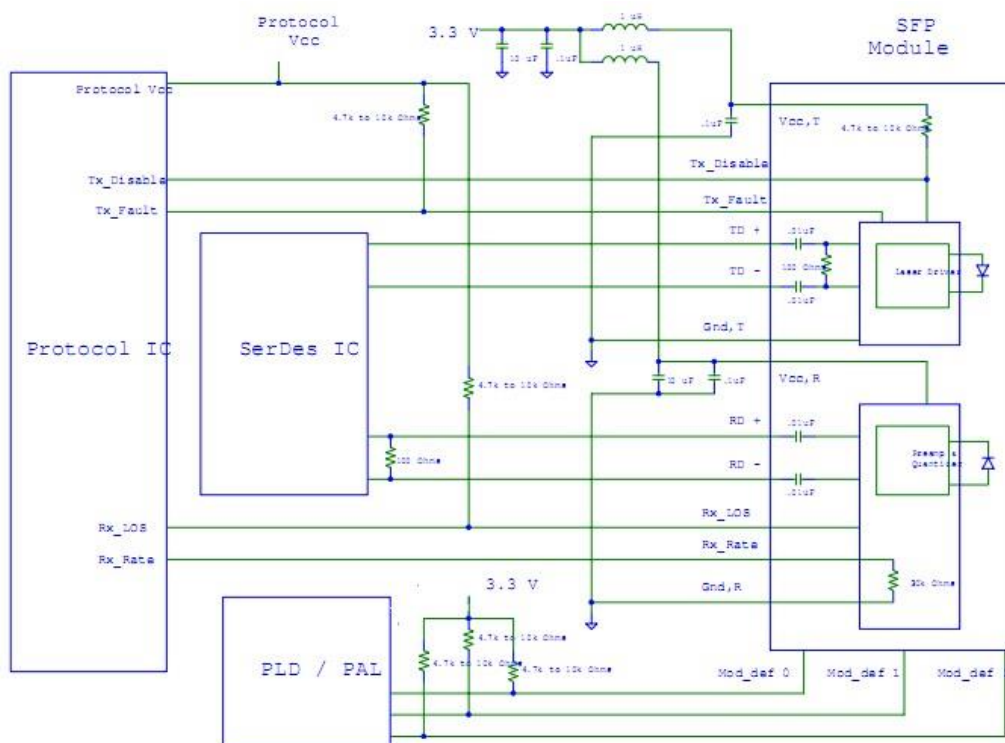 Protocol
Vcc
3.3 V
1 uH
1 uH
SFP
Module
10 uF
.1uF
Protocol Vcc
4.7k to 10k Ohms
.1uF
Vcc,T
4.7k to 10k Ohms
Tx_Disable
Tx_Disable
Tx_Fault
Tx_Fault
TD +
.01uF
100 Ohms
Laser Driver
TD -
.01uF
Gnd,T
Protocol IC
SerDes IC
4.7k to 10k Ohms
10 uF
.1uF
Vcc,R
RD +
.01uF
100 Ohms
Preamp &
Quantizer
RD -
.01uF
Rx_LOS
Rx_LOS
Rx_Rate
Rx_Rate
3.3 V
Gnd,R
30k Ohms
4.7k to 10k Ohms
4.7k to 10k Ohms
4.7k to 10k Ohms
PLD / PAL
Mod_def 0
Mod_def 1
Mod_def